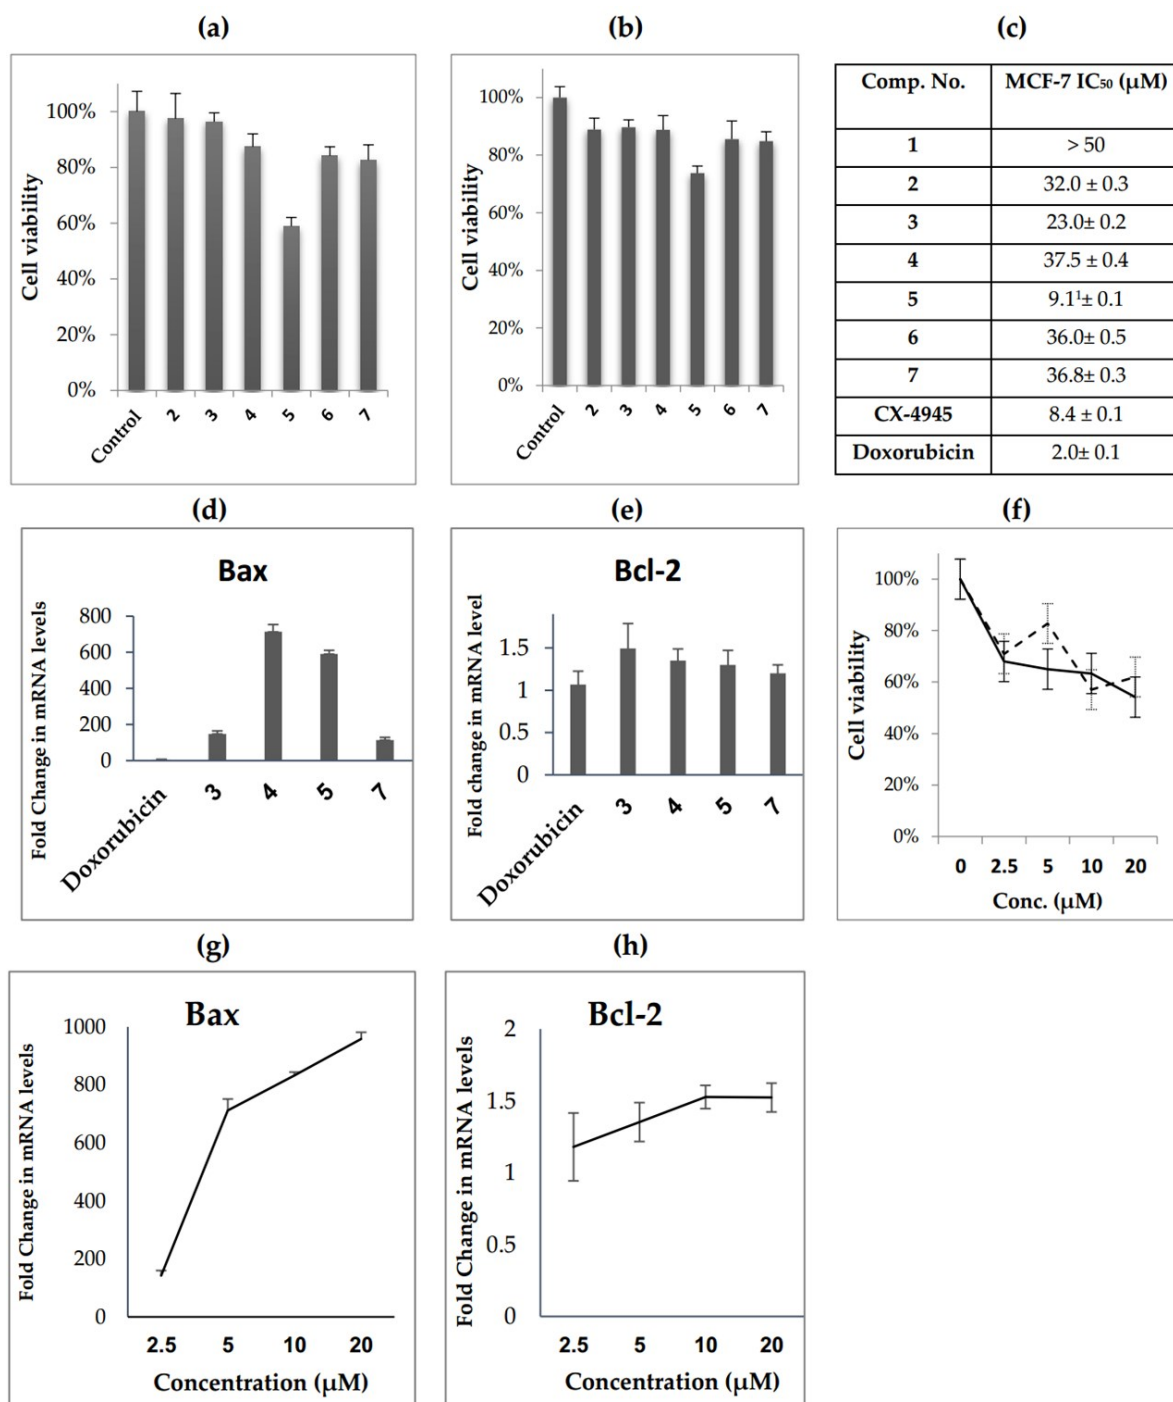 (a)
Cell viability
100%
80%
60%
40%
20%
0%
Control 2 3 4 5 6 7
(b)
Cell viability
100%
80%
60%
40%
20%
0%
Control 2 3 4 5 6 7
(c)
Comp. No. MCF-7 IC₅₀ (μM)
1 > 50
2 32.0 ± 0.3
3 23.0± 0.2
4 37.5 ± 0.4
5 9.1¹± 0.1
6 36.0± 0.5
7 36.8± 0.3
CX-4945 8.4 ± 0.1
Doxorubicin 2.0± 0.1
(d)
Bax
Fold Change in mRNA levels
800
600
400
200
0
Doxorubicin 3 4 5 7
(e)
Bcl-2
Fold change in mRNA level
1.5
1
0.5
0
Doxorubicin 3 4 5 7
(f)
Cell viability
100%
80%
60%
40%
20%
0%
0 2.5 5 10 20
Conc. (μM)
(g)
Bax
Fold Change in mRNA levels
1000
800
600
400
200
0
2.5 5 10 20
Concentration (μM)
(h)
Bcl-2
Fold Change in mRNA levels
2
1.5
1
0.5
0
2.5 5 10 20
Concentration (μM)